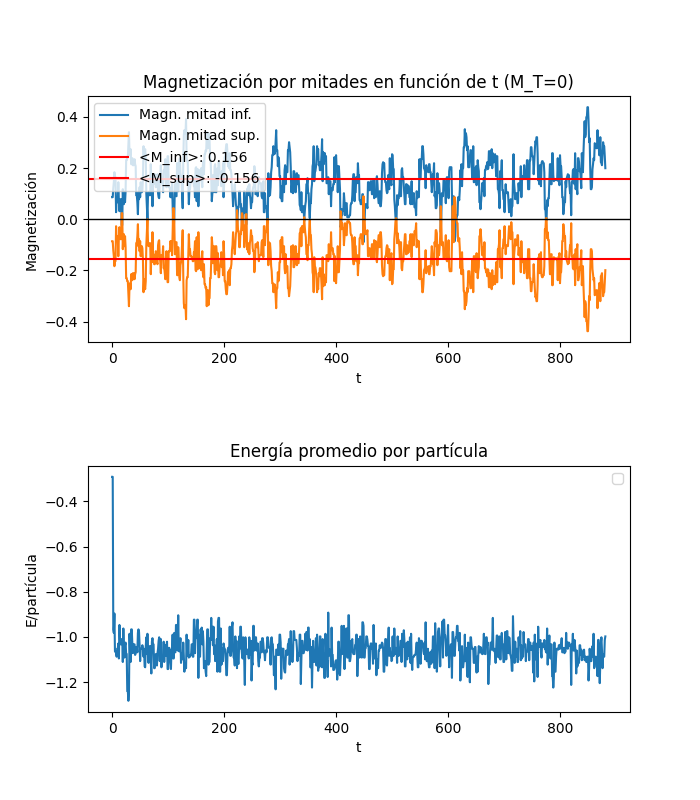 Magnetización por mitades en función de t (M_T=0)
Magn. mitad inf.
Magn. mitad sup.
<M_inf>: 0.156
<M_sup>: -0.156
0.4
0.2
0.0
−0.2
−0.4
Magnetización
0 200 400 600 800
t
Energía promedio por partícula
−0.4
−0.6
−0.8
−1.0
−1.2
E/partícula
0 200 400 600 800
t